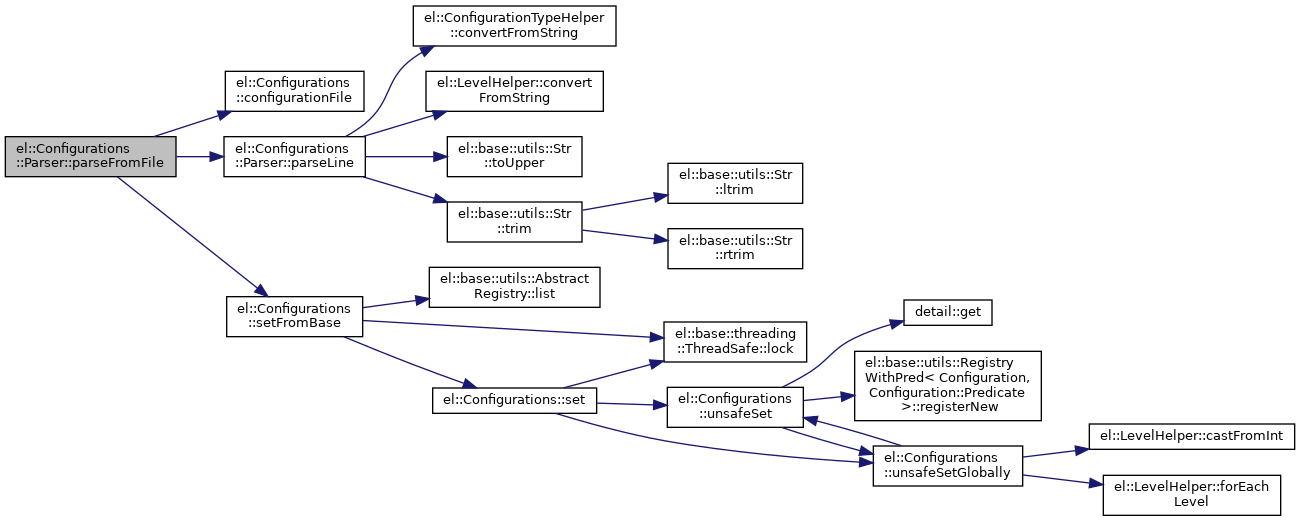 el::ConfigurationTypeHelper
::convertFromString
el::Configurations
::configurationFile
el::LevelHelper::convert
FromString
el::Configurations
::Parser::parseFromFile
el::Configurations
::Parser::parseLine
el::base::utils::Str
::toUpper
el::base::utils::Str
::trim
el::base::utils::Str
::ltrim
el::base::utils::Str
::rtrim
el::Configurations
::setFromBase
el::base::utils::Abstract
Registry::list
el::base::threading
::ThreadSafe::lock
el::Configurations::set
el::Configurations
::unsafeSet
detail::get
el::base::utils::Registry
WithPred< Configuration,
Configuration::Predicate
>::registerNew
el::Configurations
::unsafeSetGlobally
el::LevelHelper::castFromInt
el::LevelHelper::forEach
Level